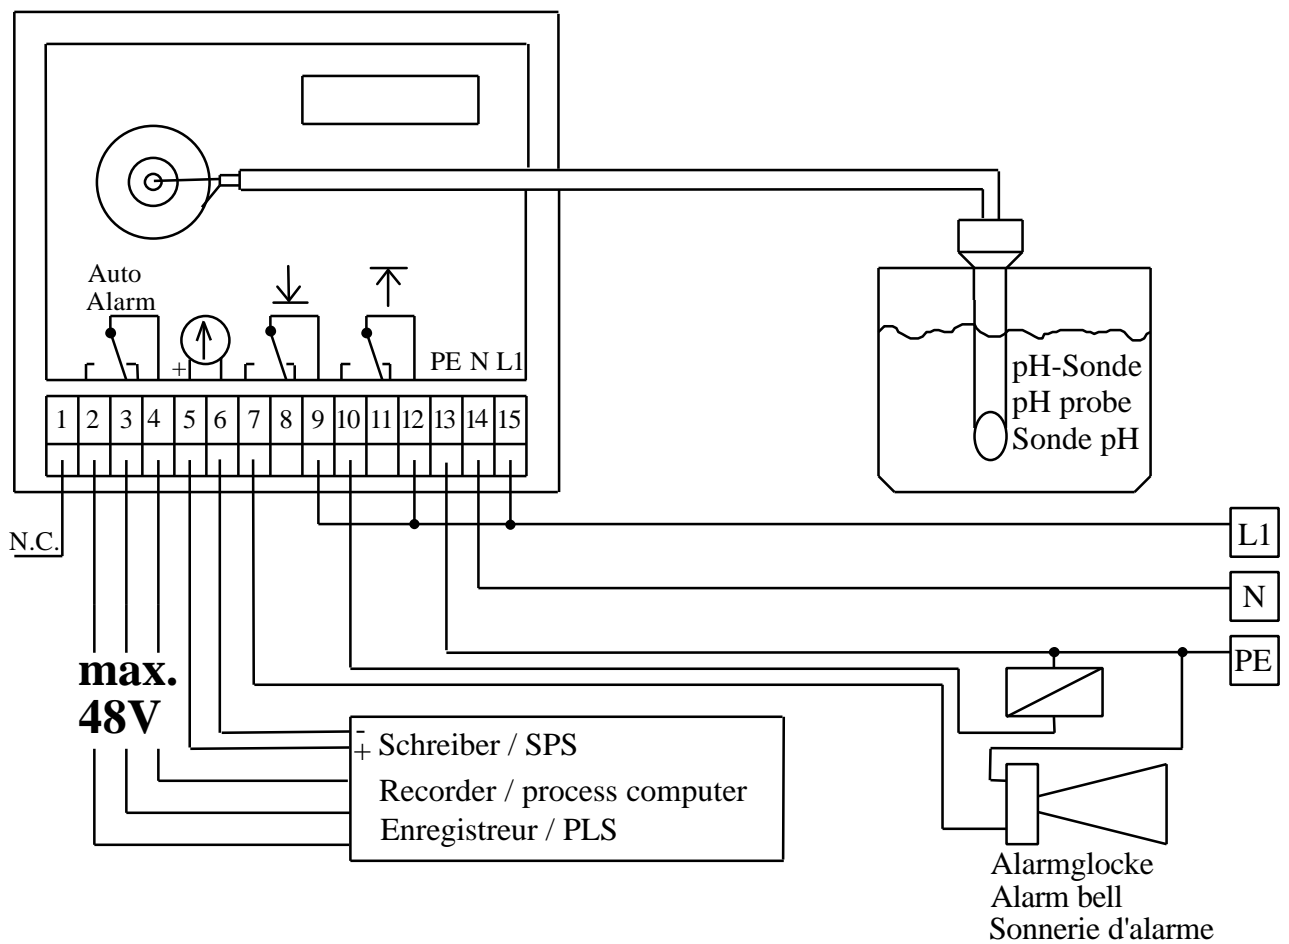 Auto
Alarm
+
PE N L1
1 2 3 4 5 6 7 8 9 10 11 12 13 14 15
pH-Sonde
pH probe
Sonde pH
N.C.
L1
N
PE
max.
48V
-
+ Schreiber / SPS
Recorder / process computer
Enregistreur / PLS
Alarmglocke
Alarm bell
Sonnerie d'alarme